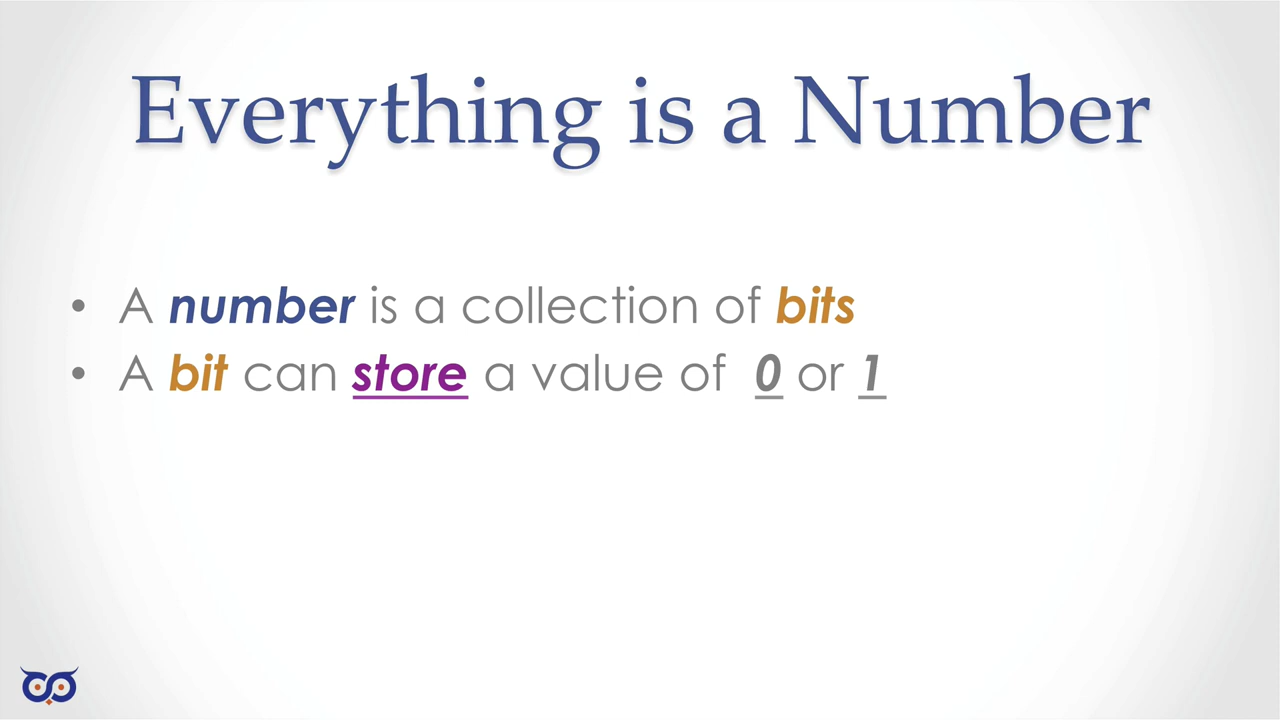 Everything is a Number
• A number is a collection of bits
• A bit can store a value of 0 or 1